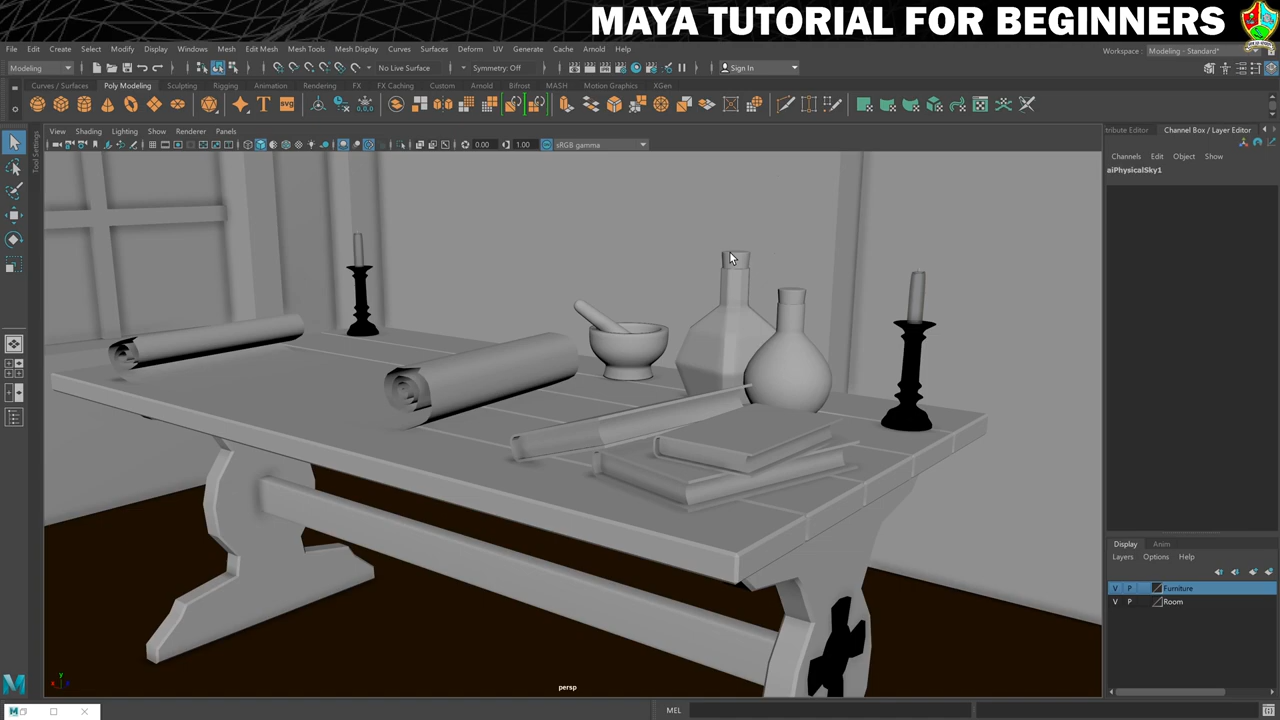 MAYA TUTORIAL FOR BEGINNERS
File Edit Create Select Modify Display Windows Mesh Edit Mesh Mesh Tools Mesh Display Curves Surfaces Deform UV Generate Cache Arnold Help
Workspace : Modeling - Standard*
Modeling No Live Surface Symmetry: Off Sign In
Curves / Surfaces Poly Modeling Sculpting Rigging Animation Rendering FX FX Caching Custom Arnold Bifrost MASH Motion Graphics XGen
View Shading Lighting Show Renderer Panels
tribute Editor Channel Box / Layer Editor
Tool Settings
0.00 1.00 sRGB gamma
Channels Edit Object Show
aiPhysicalSky1
Display Anim
Layers Options Help
V P Furniture
V P Room
persp
MEL